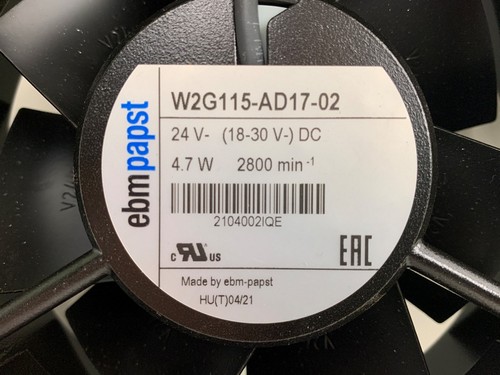 ebmpapst
W2G115-AD17-02
24 V- (18-30 V-) DC
4.7 W 2800 min -1
2104002IQE
c RU us
EAC
Made by ebm-papst
HU(T)04/21